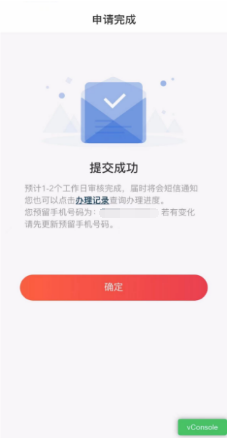 申请完成
提交成功
预计1-2个工作日审核完成，届时将会短信通知
您也可以点击办理记录查询办理进度。
您预留手机号码为： 若有变化
请先更新预留手机号码。
确定
vConsole